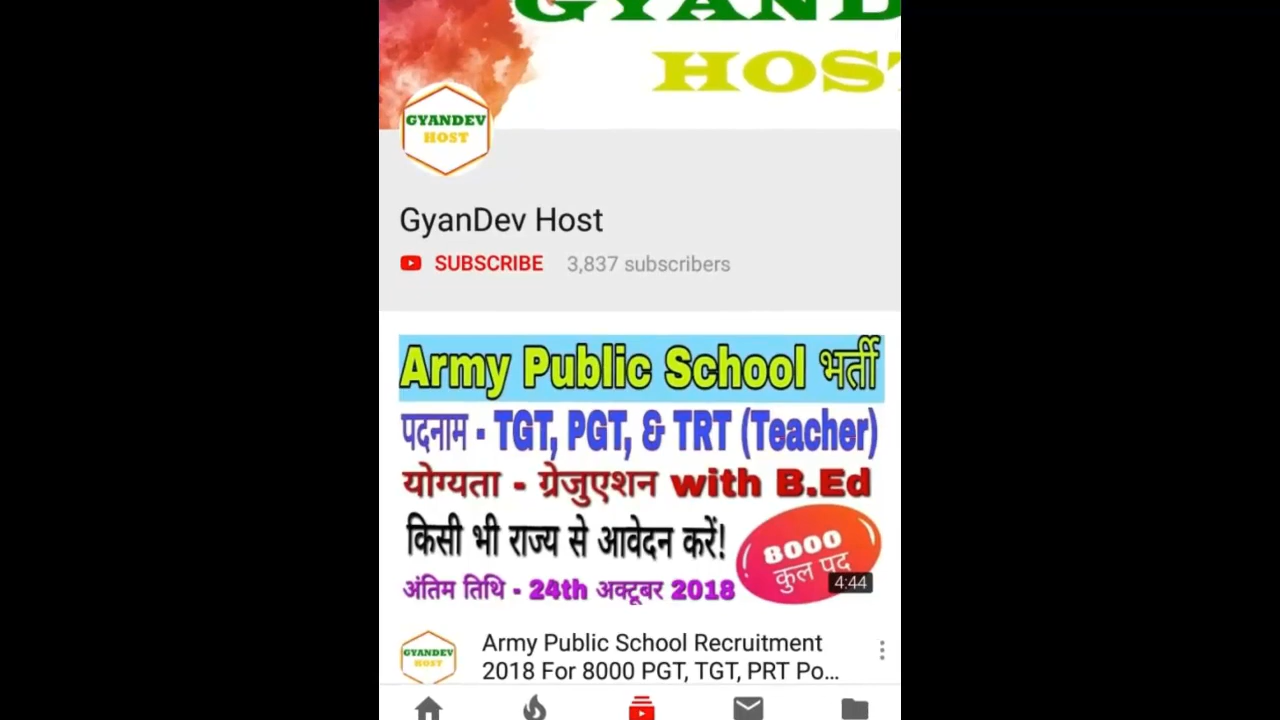 GYAND
HOST
GYANDEV
HOST
GyanDev Host
SUBSCRIBE 3,837 subscribers
Army Public School भर्ती
पदनाम - TGT, PGT, & TRT (Teacher)
योग्यता - ग्रेजुएशन with B.Ed
किसी भी राज्य से आवेदन करें!
8000
कुल पद
अंतिम तिथि - 24th अक्टूबर 2018
4:44
GYANDEV
HOST
Army Public School Recruitment
2018 For 8000 PGT, TGT, PRT Po...